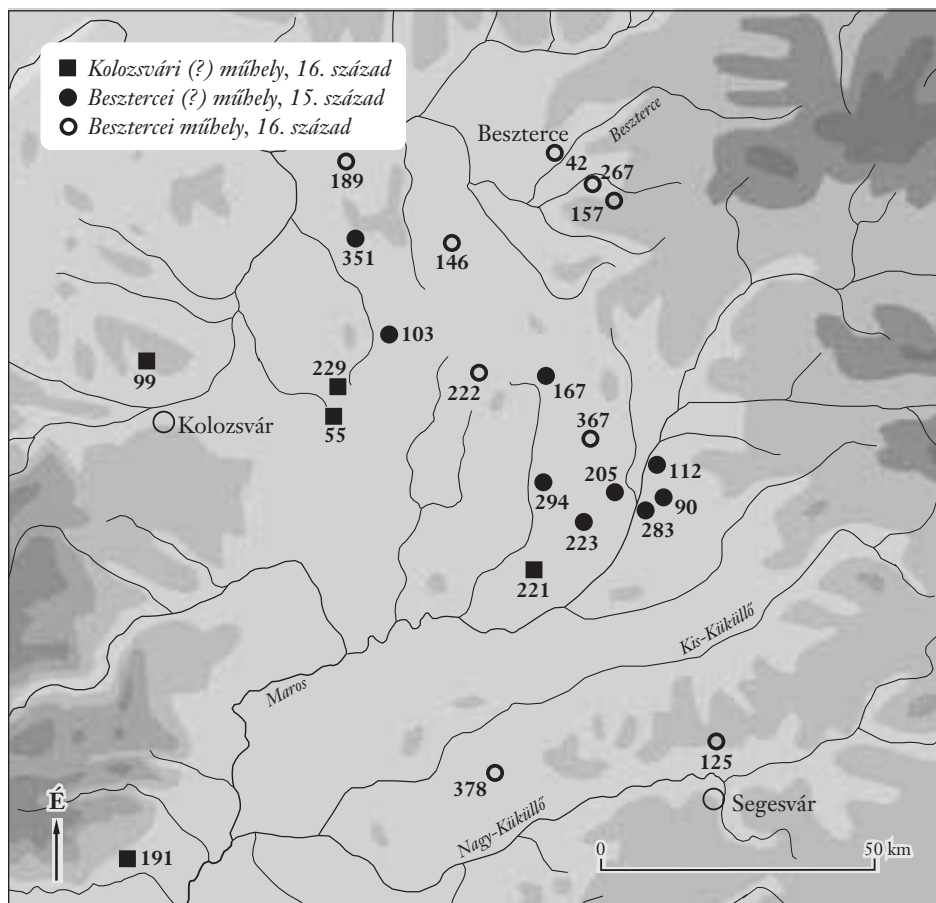 Kolozsvári (?) műhely, 16. század
Besztercei (?) műhely, 15. század
Besztercei műhely, 16. század
Beszterce
Beszterce
42
267
157
189
351
146
103
99
229
55
222
167
367
Kolozsvár
205
112
294
90
283
223
221
Kis-Küküllő
Maros
125
378
Segesvár
Nagy-Küküllő
É
191
0
50 km